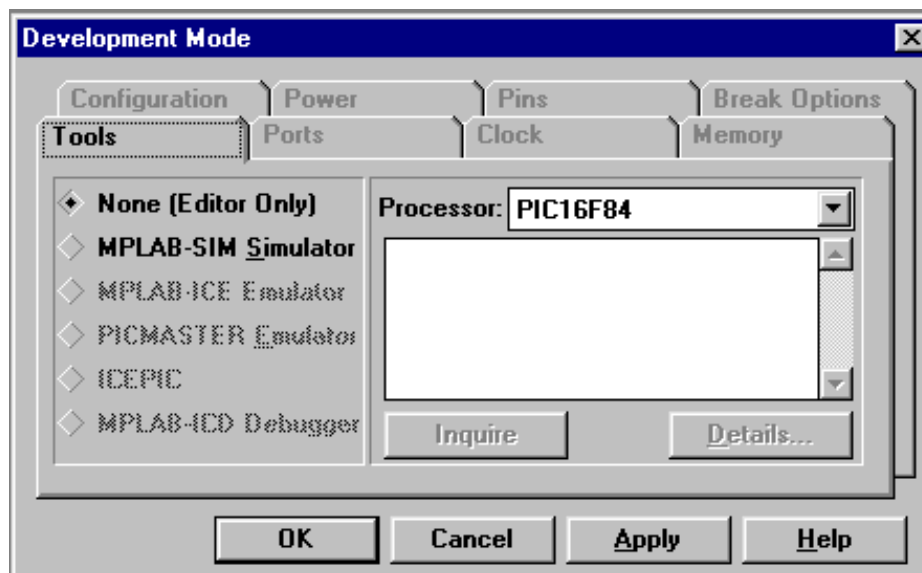 Development Mode
Configuration Power Pins Break Options
Tools Ports Clock Memory
None (Editor Only)
MPLAB-SIM Simulator
MPLAB-ICE Emulator
PICMASTER Emulator
ICEPIC
MPLAB-ICD Debugger
Processor: PIC16F84
Inquire Details...
OK Cancel Apply Help